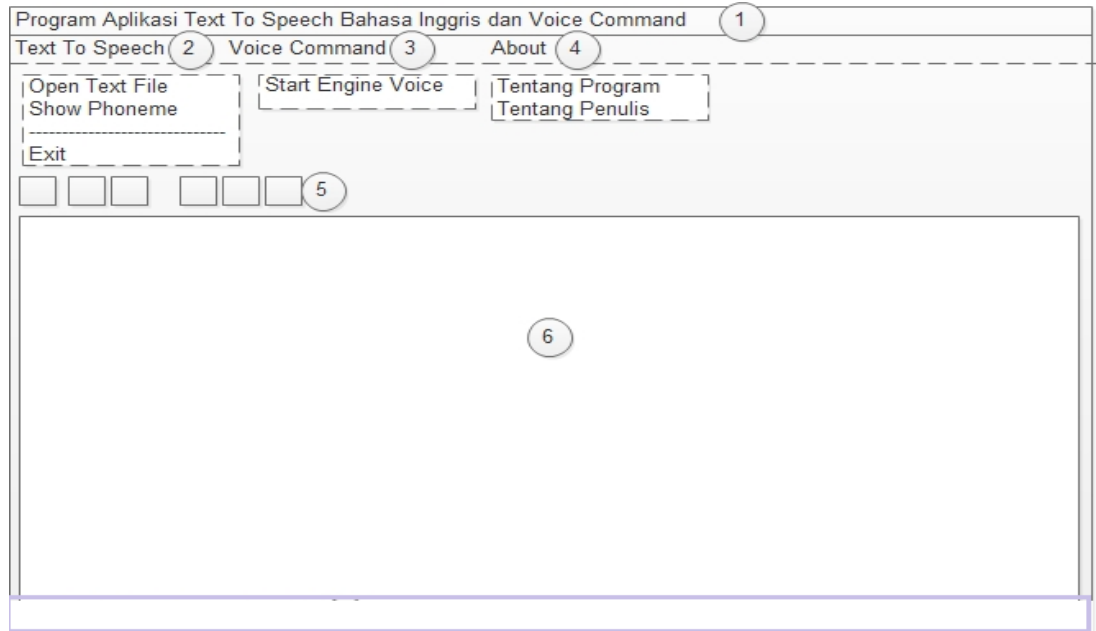 Program Aplikasi Text To Speech Bahasa Inggris dan Voice Command 1
Text To Speech 2 Voice Command 3 About 4
Open Text File
Show Phoneme
-----------------------------
Exit
Start Engine Voice
Tentang Program
Tentang Penulis
5
6